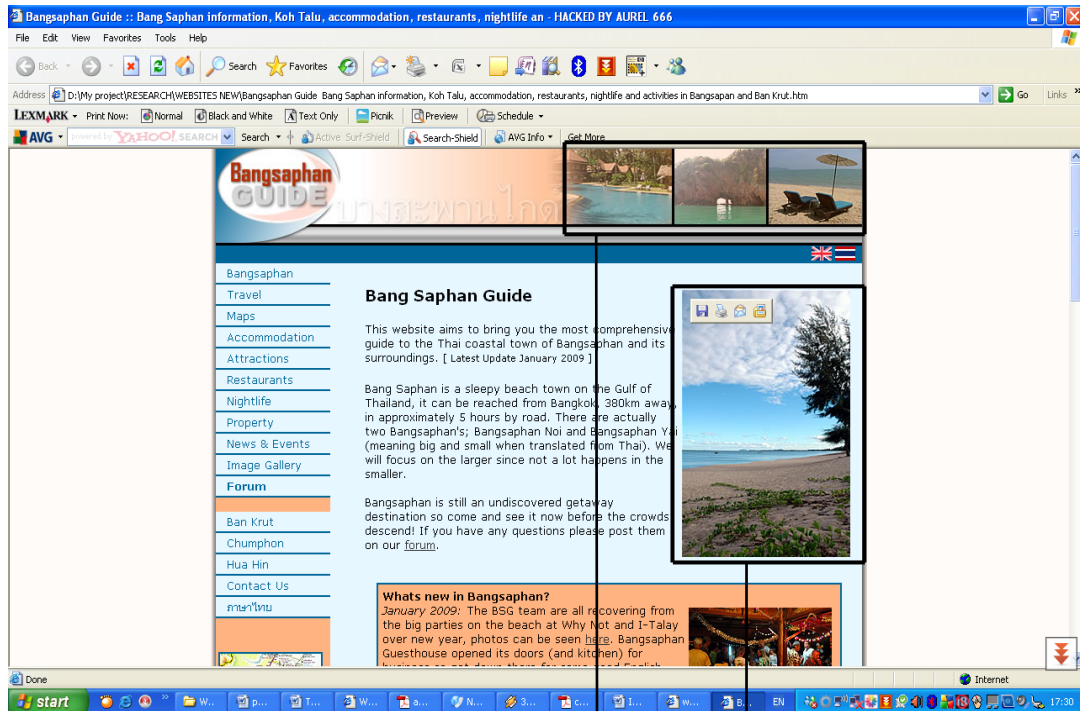 Bangsaphan Guide :: Bang Saphan information, Koh Talu, accommodation, restaurants, nightlife an - HACKED BY AUREL 666
File Edit View Favorites Tools Help
Back Search Favorites
Address D:\My project\RESEARCH\WEBSITES NEW\Bangsaphan Guide Bang Saphan information, Koh Talu, accommodation, restaurants, nightlife and activities in Bangsapan and Ban Krut.htm Go Links »
LEXMARK Print Now: Normal Black and White Text Only Picnik Preview Schedule
AVG powered by YAHOO! SEARCH Search Active Surf-Shield Search-Shield AVG Info Get More
Bangsaphan
GUIDE
Bangsaphan
Travel
Maps
Accommodation
Attractions
Restaurants
Nightlife
Property
News & Events
Image Gallery
Forum
Ban Krut
Chumphon
Hua Hin
Contact Us
ภาษาไทย
Bang Saphan Guide
This website aims to bring you the most comprehensive
guide to the Thai coastal town of Bangsaphan and its
surroundings. [ Latest Update January 2009 ]
Bang Saphan is a sleepy beach town on the Gulf of
Thailand, it can be reached from Bangkok, 380km away,
in approximately 5 hours by road. There are actually
two Bangsaphan's; Bangsaphan Noi and Bangsaphan Yai
(meaning big and small when translated from Thai). We
will focus on the larger since not a lot happens in the
smaller.
Bangsaphan is still an undiscovered getaway
destination so come and see it now before the crowds
descend! If you have any questions please post them
on our forum.
Whats new in Bangsaphan?
January 2009: The BSG team are all recovering from
the big parties on the beach at Why Not and I-Talay
over new year, photos can be seen here. Bangsaphan
Guesthouse opened its doors (and kitchen) for
Done Internet
start W... p... T... W... a... N... 3... c... I... w... B... EN 17:30